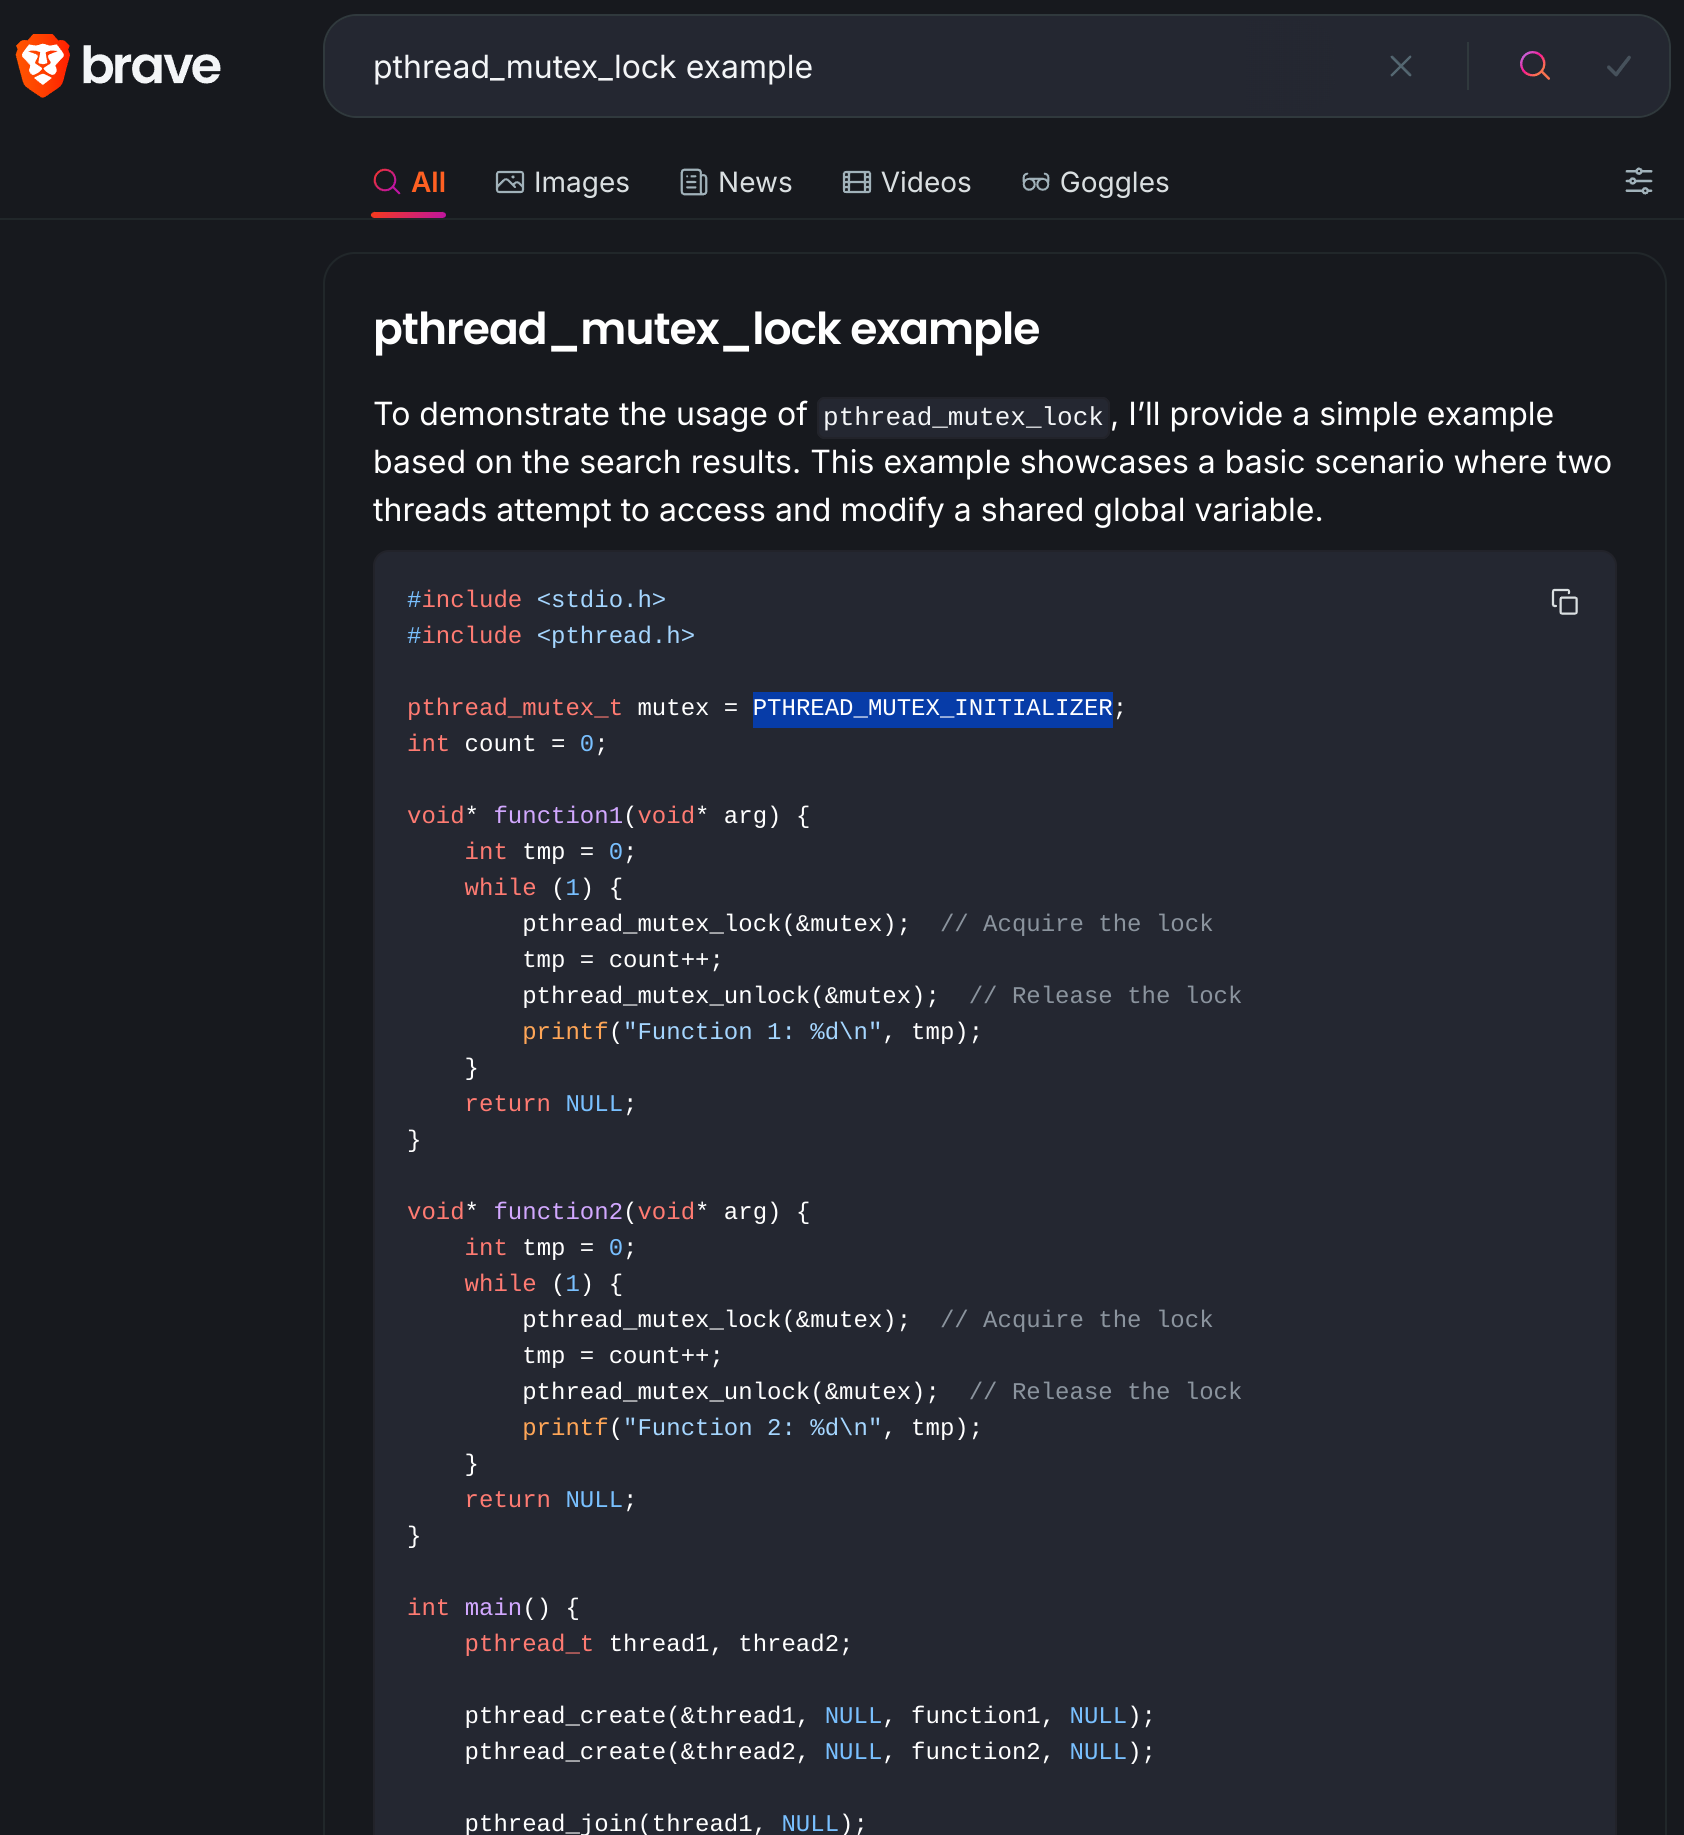 brave
pthread_mutex_lock example
All Images News Videos Goggles
pthread_mutex_lock example
To demonstrate the usage of pthread_mutex_lock, I’ll provide a simple example
based on the search results. This example showcases a basic scenario where two
threads attempt to access and modify a shared global variable.
#include <stdio.h>
#include <pthread.h>
pthread_mutex_t mutex = PTHREAD_MUTEX_INITIALIZER;
int count = 0;
void* function1(void* arg) {
    int tmp = 0;
    while (1) {
        pthread_mutex_lock(&mutex);  // Acquire the lock
        tmp = count++;
        pthread_mutex_unlock(&mutex);  // Release the lock
        printf("Function 1: %d\n", tmp);
    }
    return NULL;
}
void* function2(void* arg) {
    int tmp = 0;
    while (1) {
        pthread_mutex_lock(&mutex);  // Acquire the lock
        tmp = count++;
        pthread_mutex_unlock(&mutex);  // Release the lock
        printf("Function 2: %d\n", tmp);
    }
    return NULL;
}
int main() {
    pthread_t thread1, thread2;
    pthread_create(&thread1, NULL, function1, NULL);
    pthread_create(&thread2, NULL, function2, NULL);
    pthread_join(thread1, NULL);